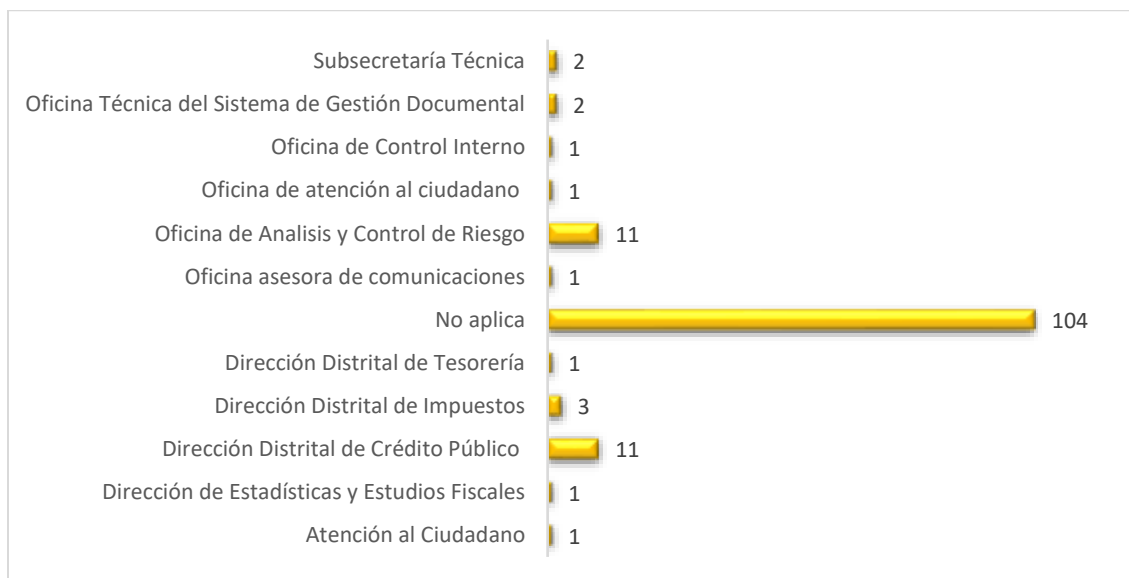 Subsecretaría Técnica 2
Oficina Técnica del Sistema de Gestión Documental 2
Oficina de Control Interno 1
Oficina de atención al ciudadano 1
Oficina de Analisis y Control de Riesgo 11
Oficina asesora de comunicaciones 1
No aplica 104
Dirección Distrital de Tesorería 1
Dirección Distrital de Impuestos 3
Dirección Distrital de Crédito Público 11
Dirección de Estadísticas y Estudios Fiscales 1
Atención al Ciudadano 1